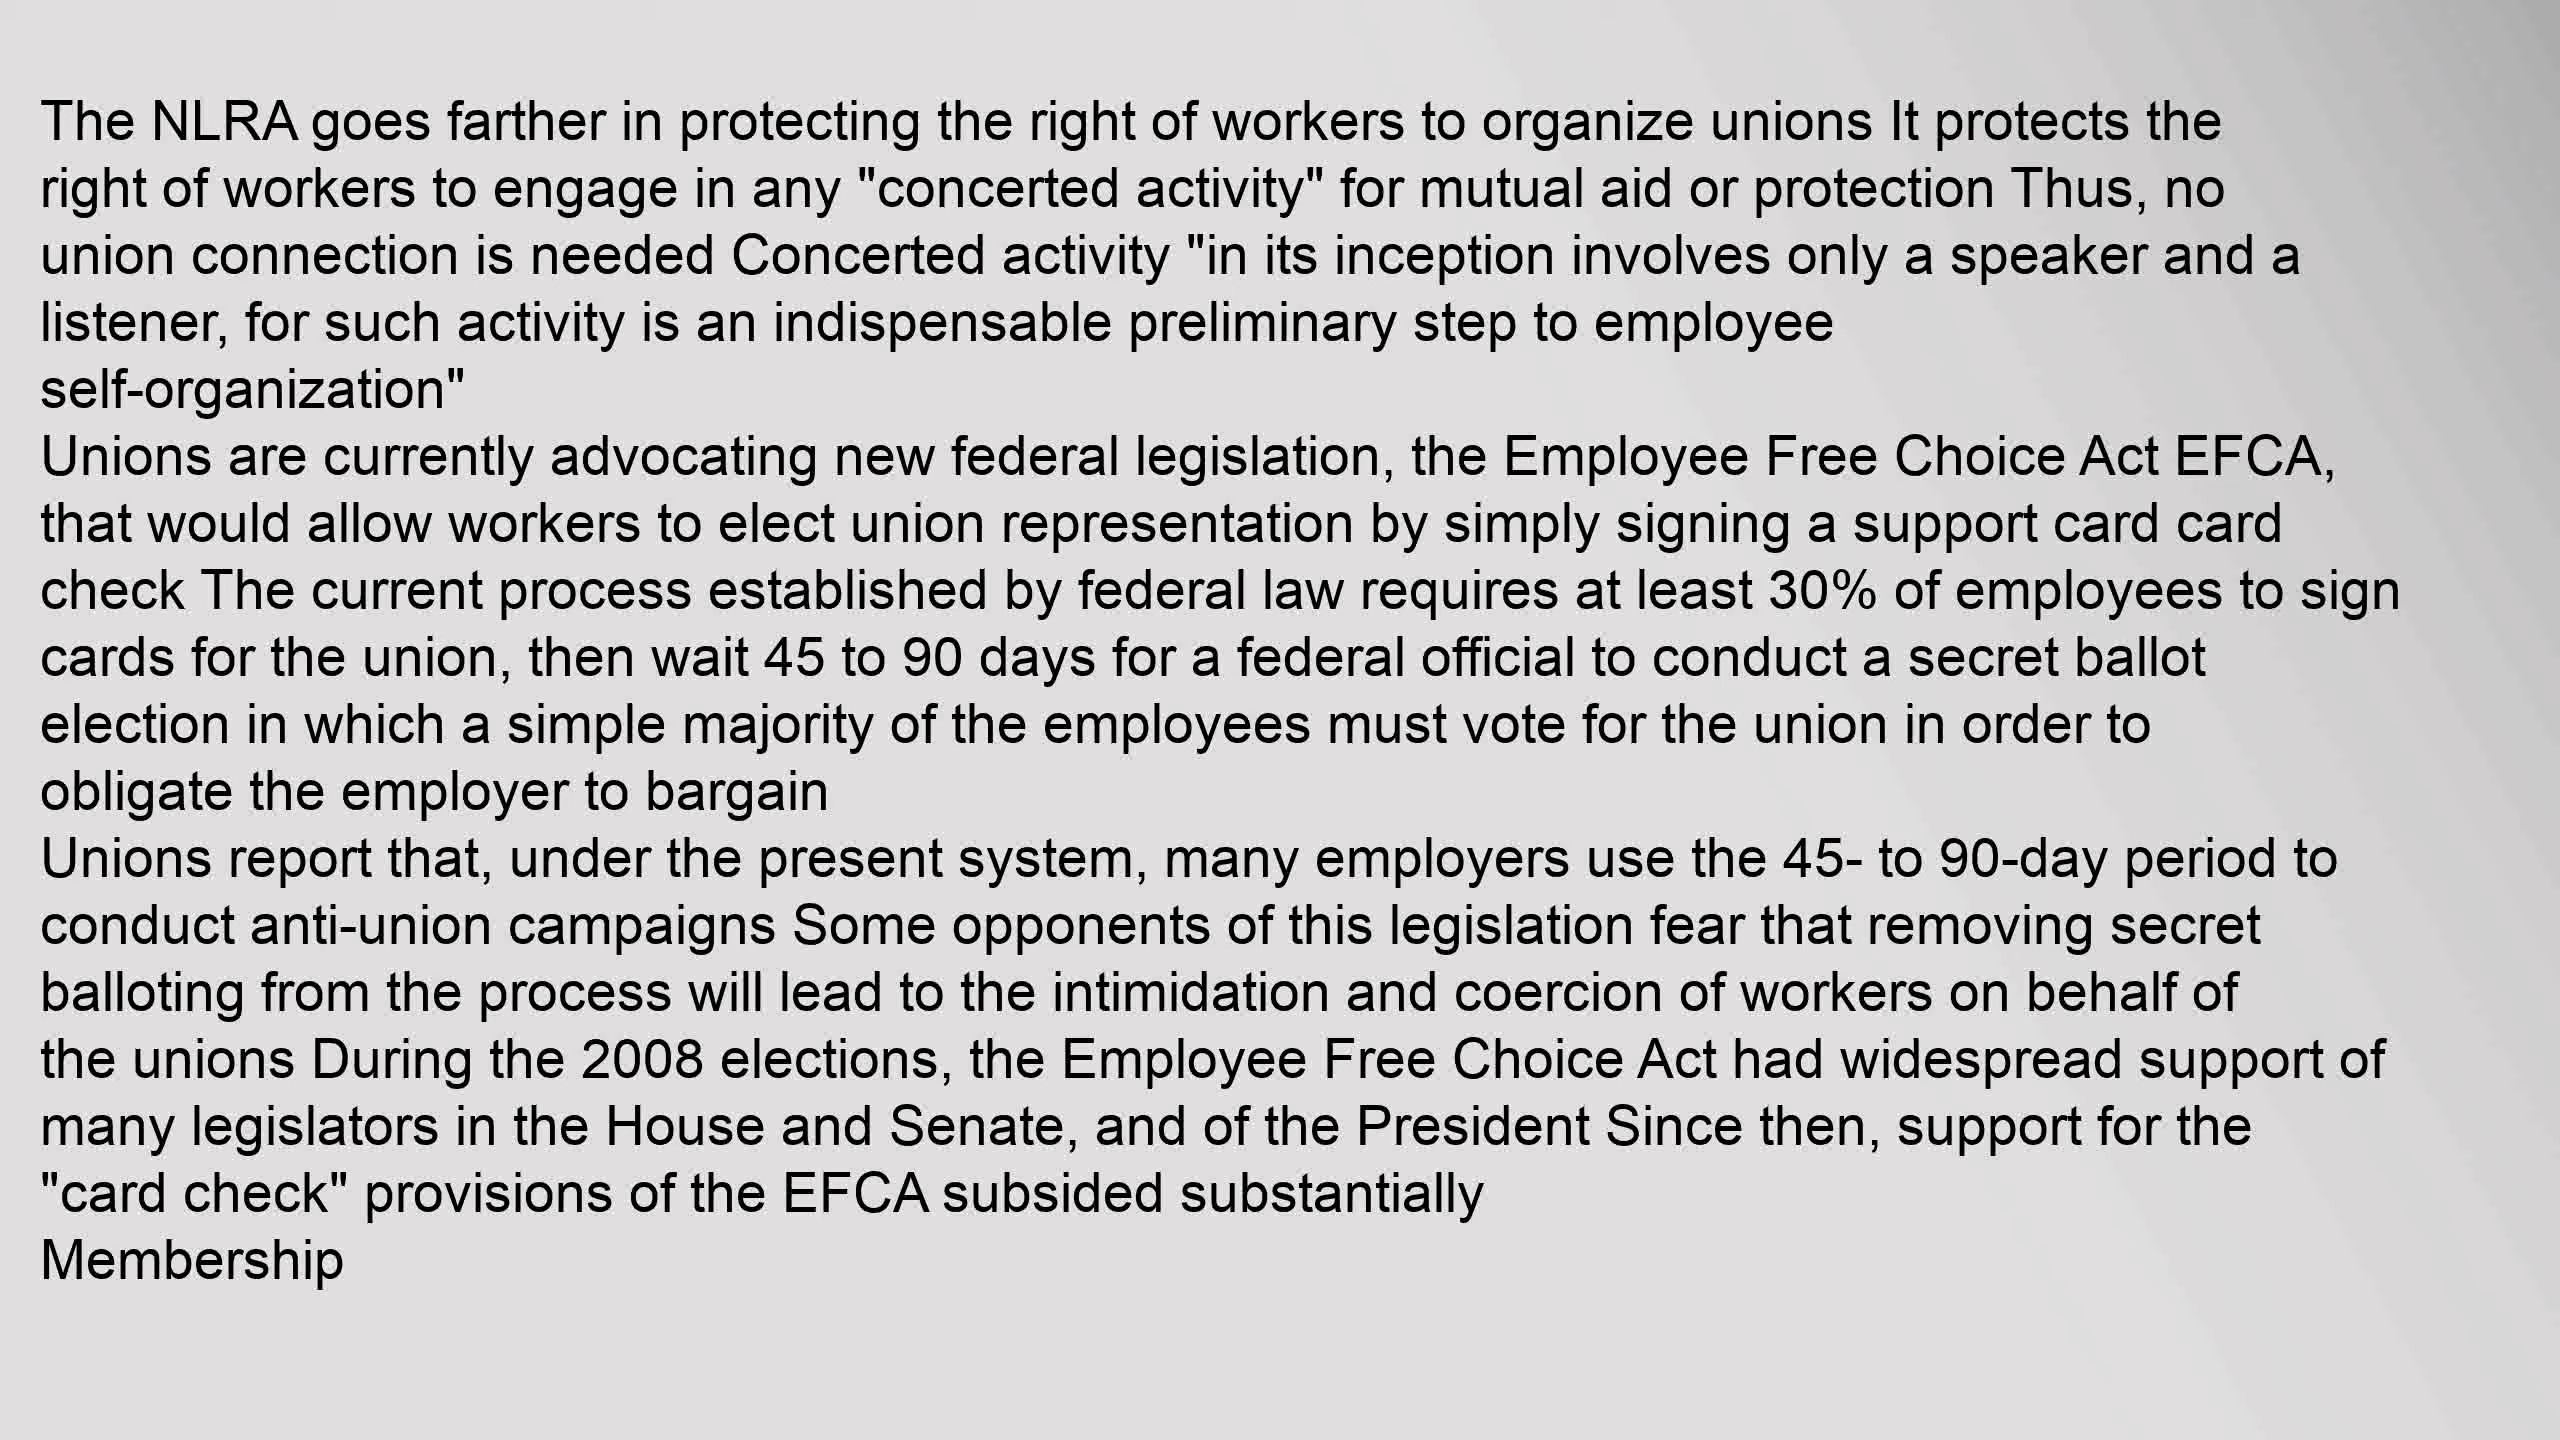 The NLRA goes farther in protecting the right of workers to organize unions It protects the
right of workers to engage in any "concerted activity" for mutual aid or protection Thus, no
union connection is needed Concerted activity "in its inception involves only a speaker and a
listener, for such activity is an indispensable preliminary step to employee
self-organization"
Unions are currently advocating new federal legislation, the Employee Free Choice Act EFCA,
that would allow workers to elect union representation by simply signing a support card card
check The current process established by federal law requires at least 30% of employees to sign
cards for the union, then wait 45 to 90 days for a federal official to conduct a secret ballot
election in which a simple majority of the employees must vote for the union in order to
obligate the employer to bargain
Unions report that, under the present system, many employers use the 45- to 90-day period to
conduct anti-union campaigns Some opponents of this legislation fear that removing secret
balloting from the process will lead to the intimidation and coercion of workers on behalf of
the unions During the 2008 elections, the Employee Free Choice Act had widespread support of
many legislators in the House and Senate, and of the President Since then, support for the
"card check" provisions of the EFCA subsided substantially
Membership